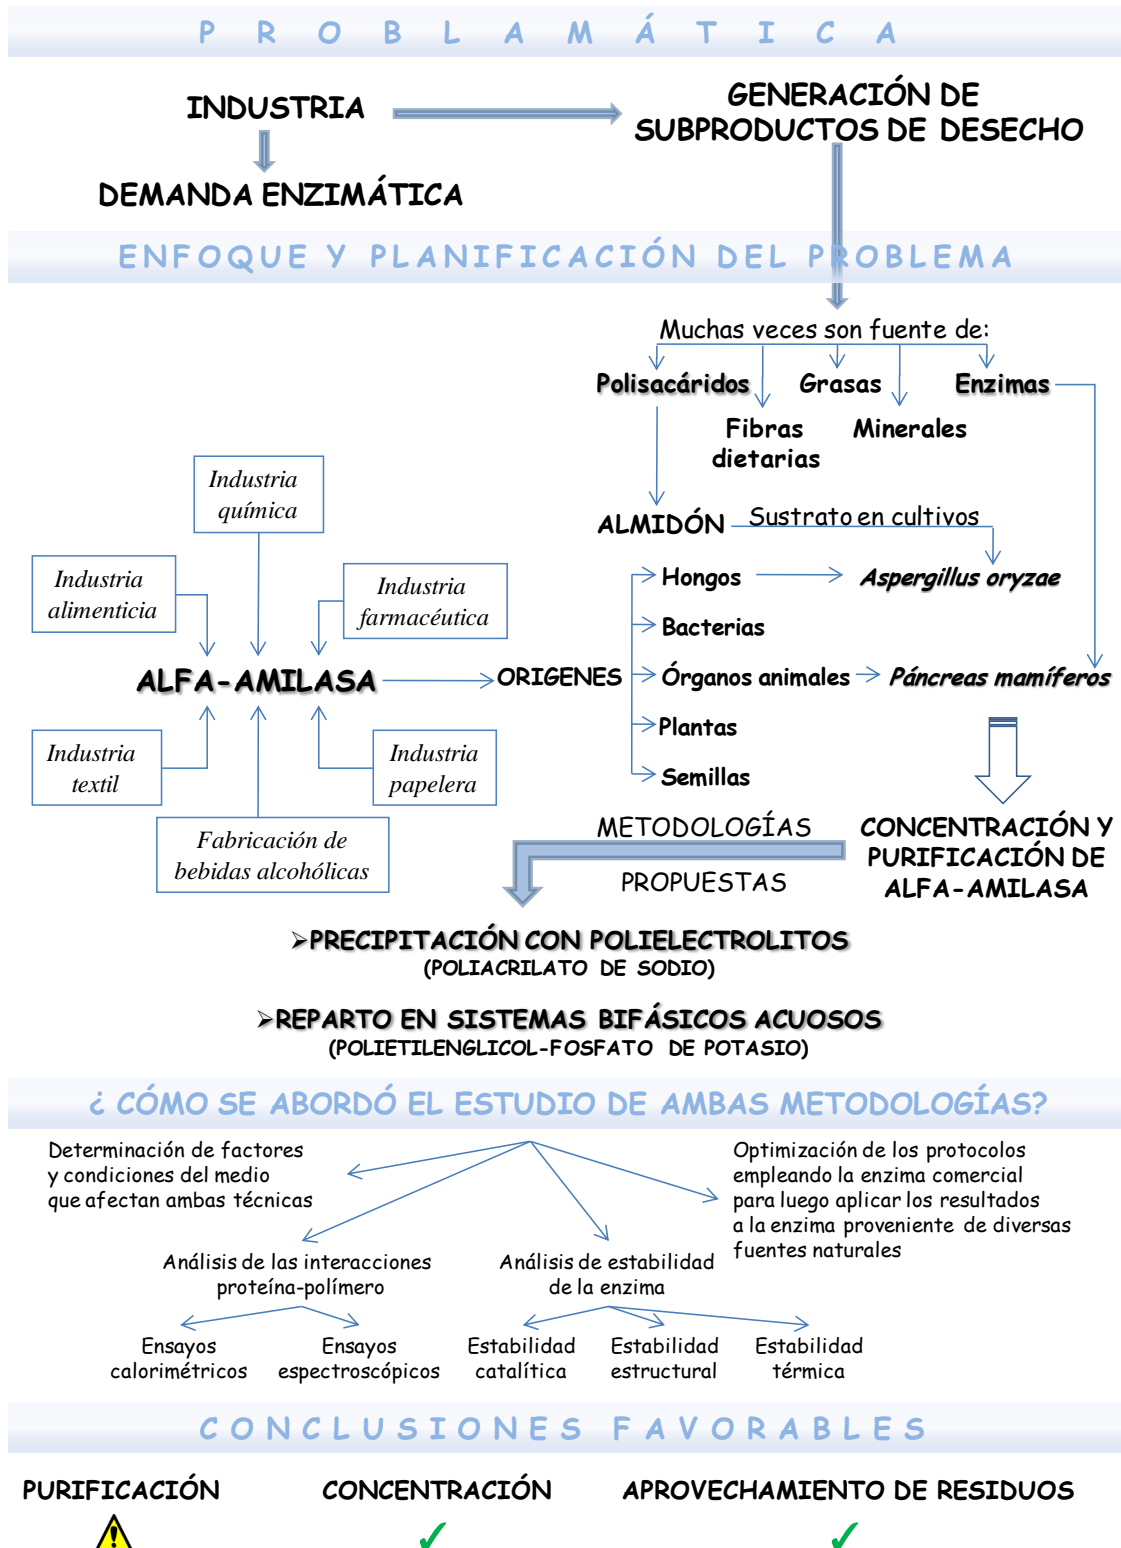 PROBLAMÁTICA
INDUSTRIA
GENERACIÓN DE
SUBPRODUCTOS DE DESECHO
DEMANDA ENZIMÁTICA
ENFOQUE Y PLANIFICACIÓN DEL PROBLEMA
Muchas veces son fuente de:
Polisacáridos
Grasas
Enzimas
Fibras
dietarias
Minerales
Industria
química
ALMIDÓN
Sustrato en cultivos
Industria
alimenticia
Industria
farmacéutica
Hongos
Aspergillus oryzae
Bacterias
ALFA-AMILASA
ORIGENES
Órganos animales
Páncreas mamíferos
Plantas
Semillas
Industria
textil
Industria
papelera
Fabricación de
bebidas alcohólicas
METODOLOGÍAS
PROPUESTAS
CONCENTRACIÓN Y
PURIFICACIÓN DE
ALFA-AMILASA
➢PRECIPITACIÓN CON POLIELECTROLITOS
(POLIACRILATO DE SODIO)
➢REPARTO EN SISTEMAS BIFÁSICOS ACUOSOS
(POLIETILENGLICOL-FOSFATO DE POTASIO)
¿ CÓMO SE ABORDÓ EL ESTUDIO DE AMBAS METODOLOGÍAS?
Determinación de factores
y condiciones del medio
que afectan ambas técnicas
Optimización de los protocolos
empleando la enzima comercial
para luego aplicar los resultados
a la enzima proveniente de diversas
fuentes naturales
Análisis de las interacciones
proteína-polímero
Análisis de estabilidad
de la enzima
Ensayos
calorimétricos
Ensayos
espectroscópicos
Estabilidad
catalítica
Estabilidad
estructural
Estabilidad
térmica
CONCLUSIONES FAVORABLES
PURIFICACIÓN
CONCENTRACIÓN
APROVECHAMIENTO DE RESIDUOS